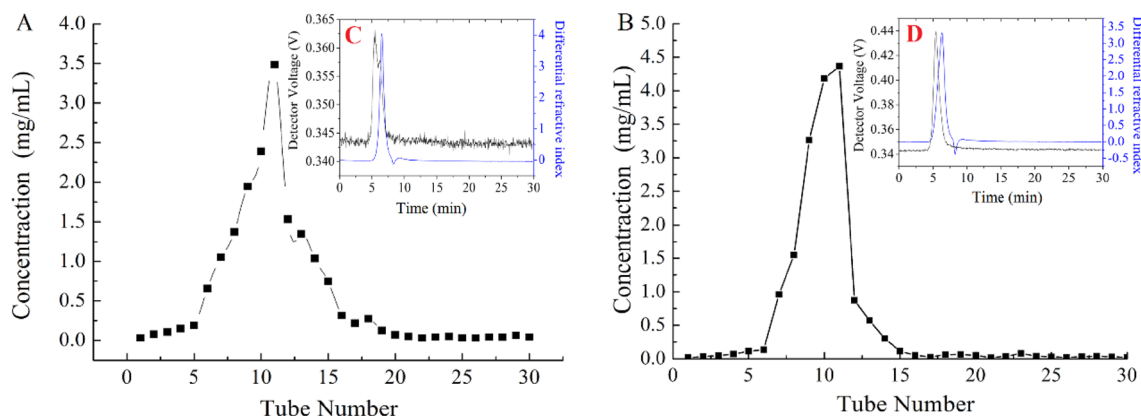 A
Concentraction (mg/mL)
4.0
3.5
3.0
2.5
2.0
1.5
1.0
0.5
0.0
0 5 10 15 20 25 30
Tube Number
C
Detector Voltage (V)
0.365
0.360
0.355
0.350
0.345
0.340
0 5 10 15 20 25 30
Time (min)
4
3
2
1
0
Differential refractive index
B
Concentraction (mg/mL)
5.0
4.5
4.0
3.5
3.0
2.5
2.0
1.5
1.0
0.5
0.0
0 5 10 15 20 25 30
Tube Number
D
Detector Voltage (V)
0.44
0.42
0.40
0.38
0.36
0.34
0 5 10 15 20 25 30
Time (min)
3.5
3.0
2.5
2.0
1.5
1.0
0.5
0.0
-0.5
Diffrential refractive index